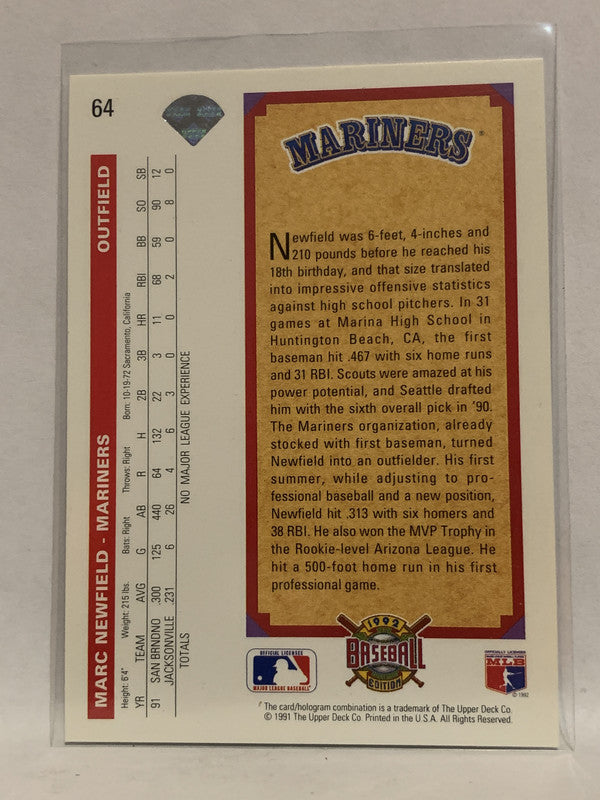 64
MARC NEWFIELD - MARINERS OUTFIELD
Height: 6'4" Weight: 215 lbs. Bats: Right Throws: Right Born: 10-19-72 Sacramento, California
YR TEAM AVG G AB R H 2B 3B HR RBI BB SO SB
91 SAN BRNDNO .300 125 440 64 132 22 3 11 68 59 90 12
JACKSONVILLE .231 6 26 4 6 3 0 0 2 0 8 0
TOTALS NO MAJOR LEAGUE EXPERIENCE
MARINERS®
Newfield was 6-feet, 4-inches and
210 pounds before he reached his
18th birthday, and that size translated
into impressive offensive statistics
against high school pitchers. In 31
games at Marina High School in
Huntington Beach, CA, the first
baseman hit .467 with six home runs
and 31 RBI. Scouts were amazed at his
power potential, and Seattle drafted
him with the sixth overall pick in '90.
The Mariners organization, already
stocked with first baseman, turned
Newfield into an outfielder. His first
summer, while adjusting to pro-
fessional baseball and a new position,
Newfield hit .313 with six homers and
38 RBI. He also won the MVP Trophy in
the Rookie-level Arizona League. He
hit a 500-foot home run in his first
professional game.
OFFICIAL LICENSEE
MAJOR LEAGUE BASEBALL
1992
BASEBALL
EDITION
OFFICIALLY LICENSED
MLB
© 1992
The card/hologram combination is a trademark of The Upper Deck Co.
© 1991 The Upper Deck Co. Printed in the U.S.A. All Rights Reserved.